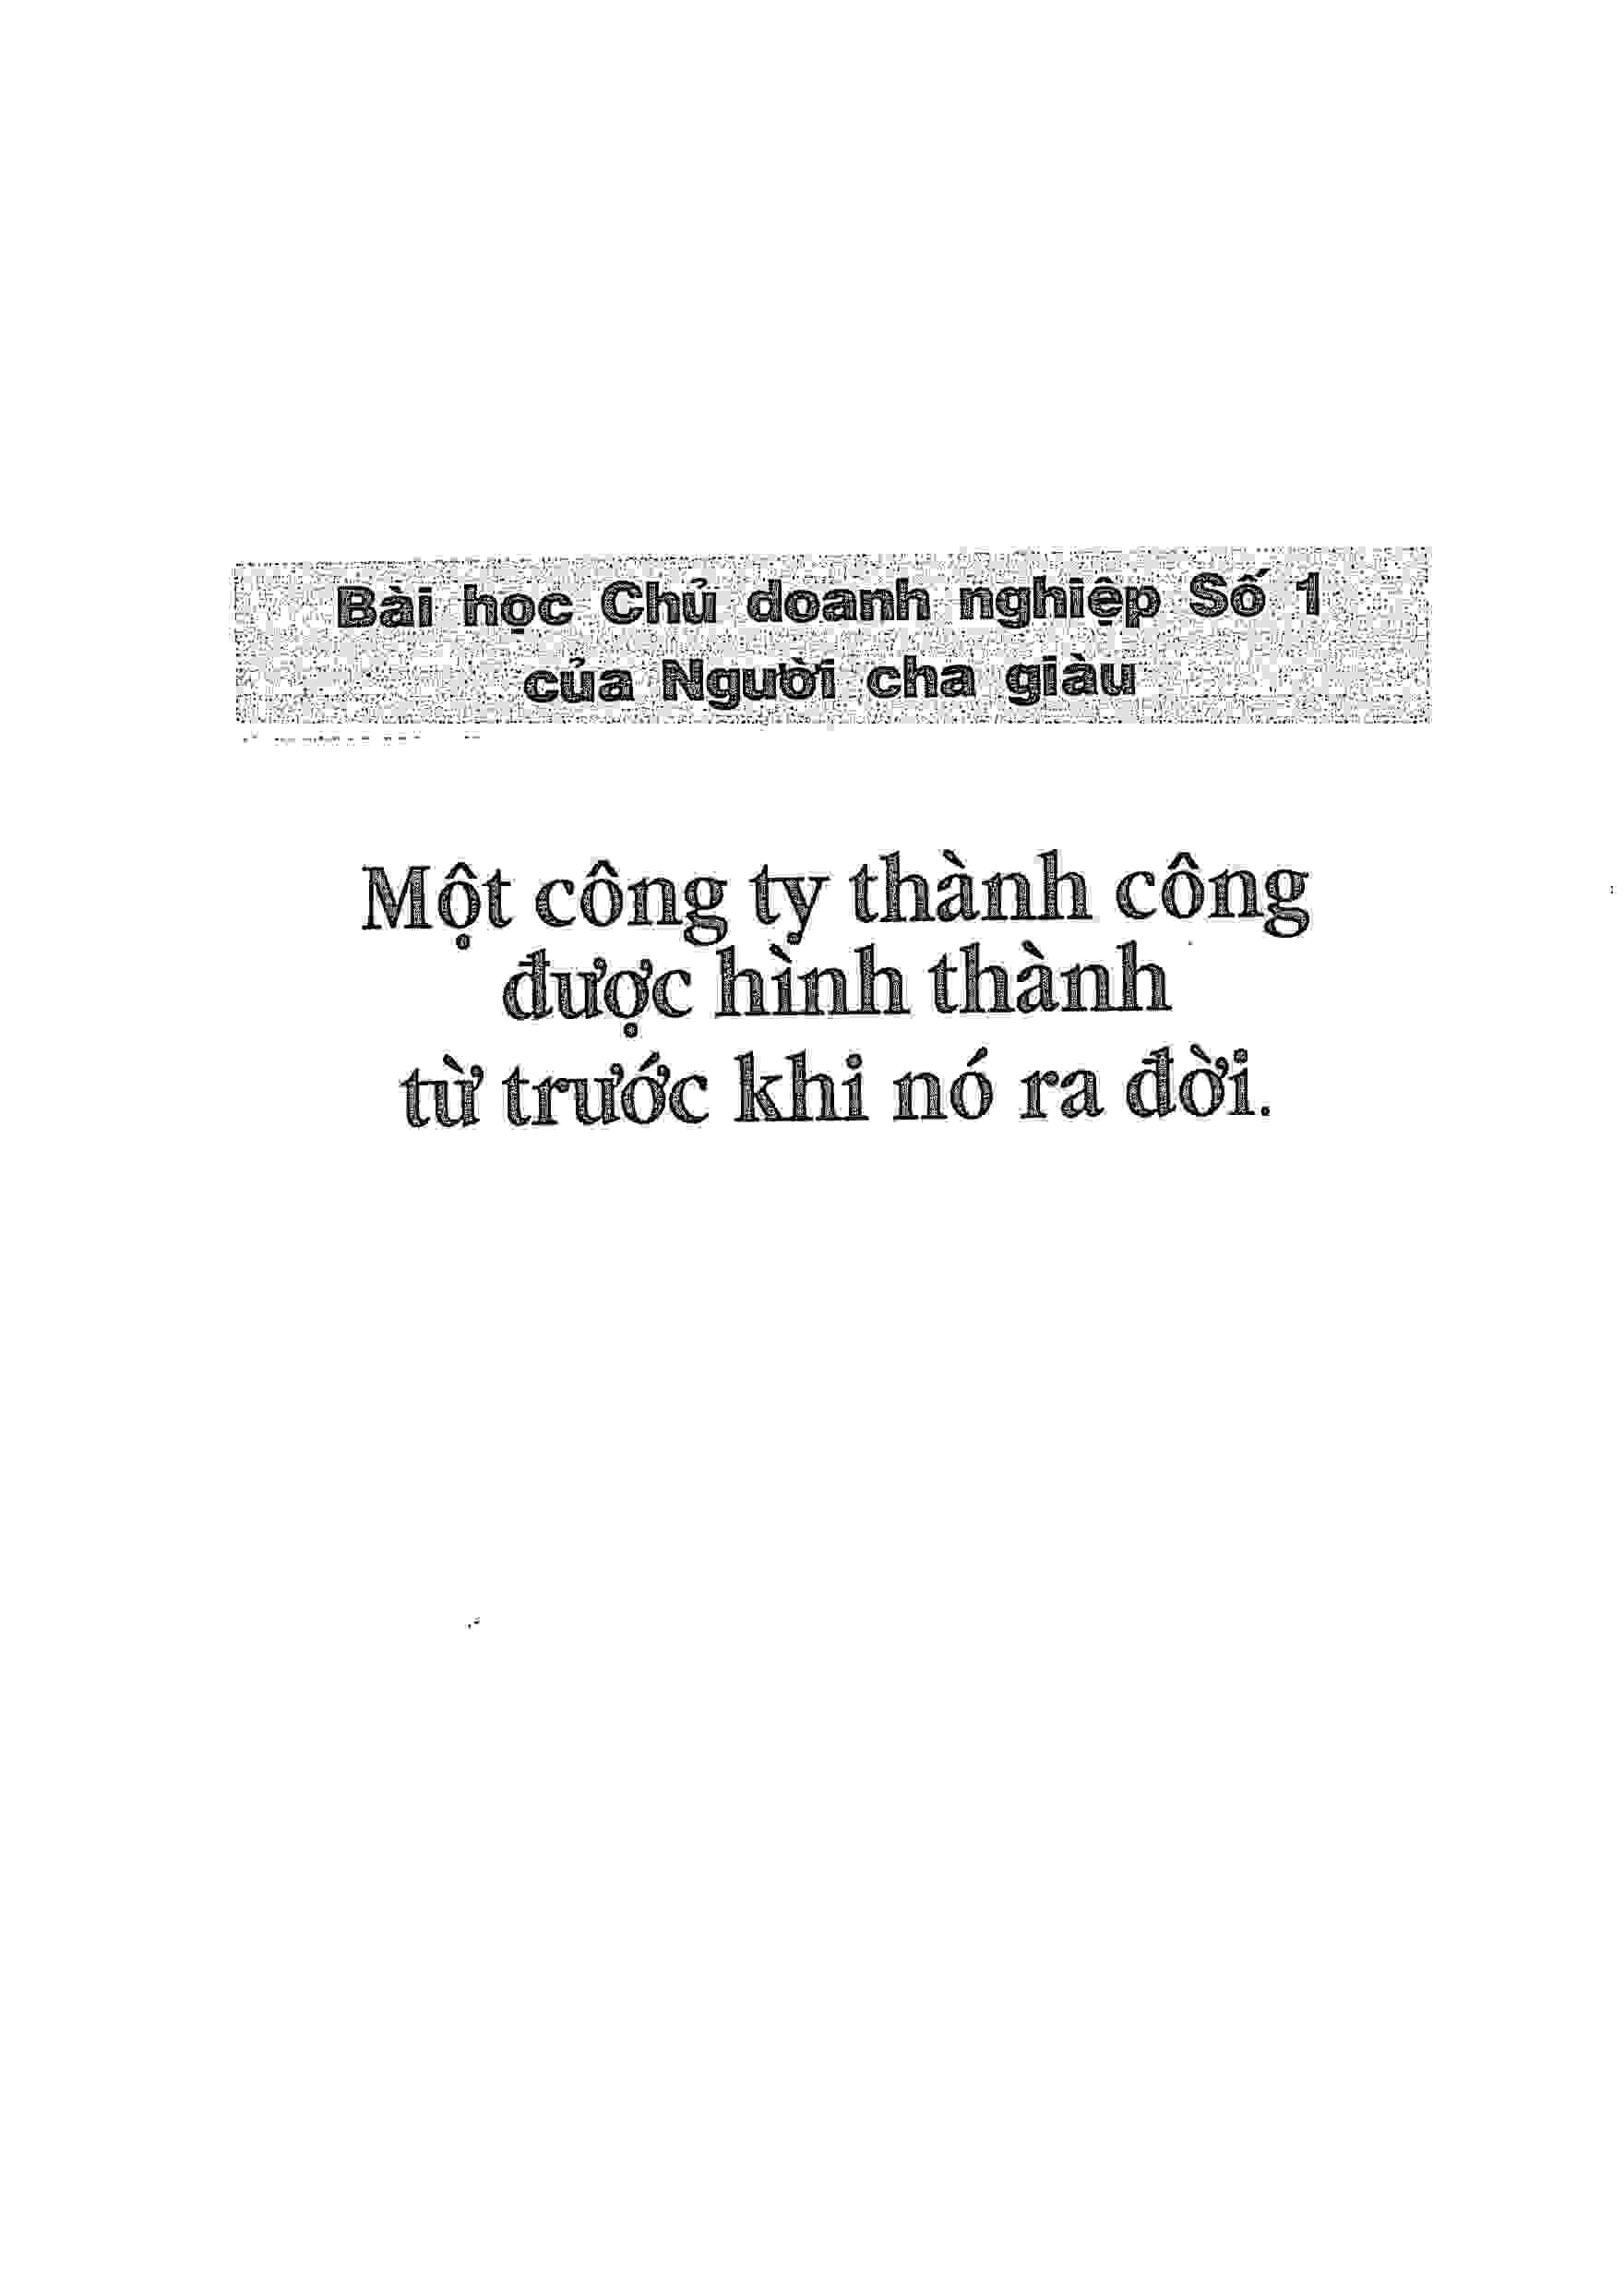 Bài học Chủ doanh nghiệp Số 1
của Người cha giàu
Một công ty thành công
được hình thành
từ trước khi nó ra đời.